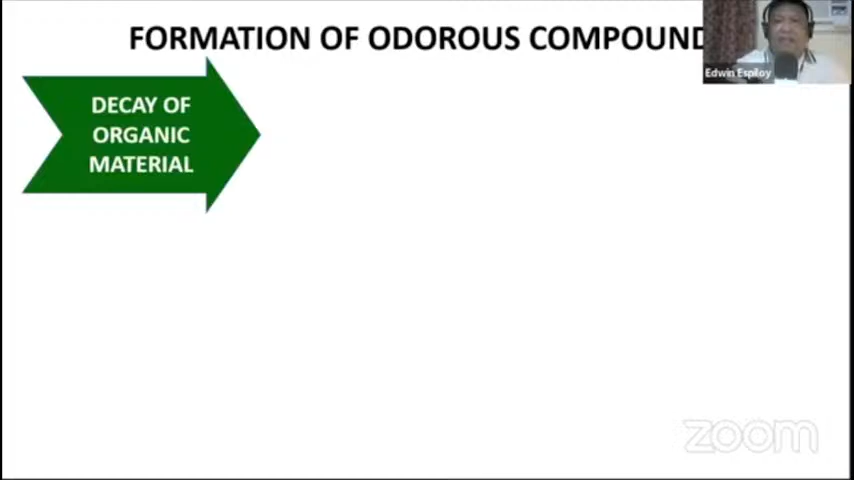 FORMATION OF ODOROUS COMPOUND
Edwin Espiloy
DECAY OF
ORGANIC
MATERIAL
zoom